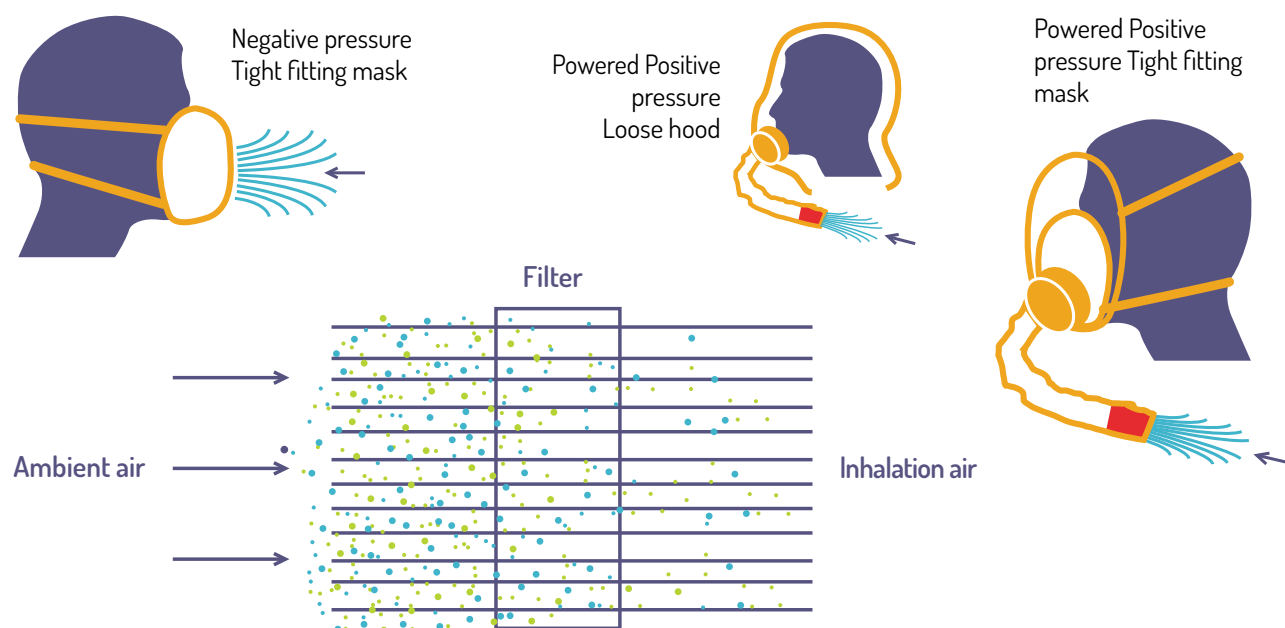 Negative pressure
Tight fitting mask
Powered Positive
pressure
Loose hood
Powered Positive
pressure Tight fitting
mask
Filter
Ambient air
Inhalation air